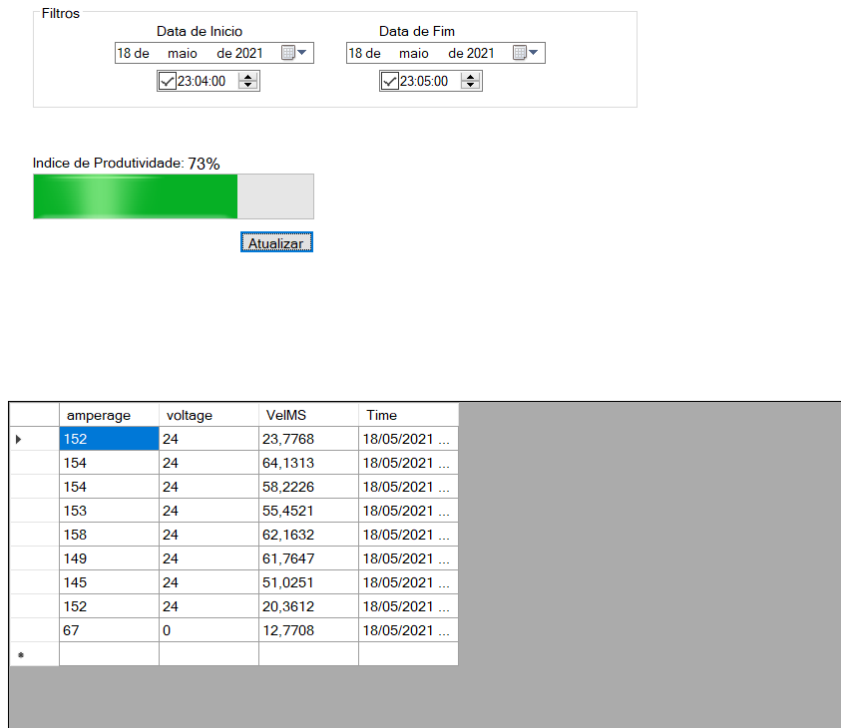 Filtros
Data de Inicio Data de Fim
18 de maio de 2021 18 de maio de 2021
23:04:00 23:05:00
Indice de Produtividade: 73%
Atualizar
amperage voltage VelMS Time
152 24 23,7768 18/05/2021 ...
154 24 64,1313 18/05/2021 ...
154 24 58,2226 18/05/2021 ...
153 24 55,4521 18/05/2021 ...
158 24 62,1632 18/05/2021 ...
149 24 61,7647 18/05/2021 ...
145 24 51,0251 18/05/2021 ...
152 24 20,3612 18/05/2021 ...
67 0 12,7708 18/05/2021 ...